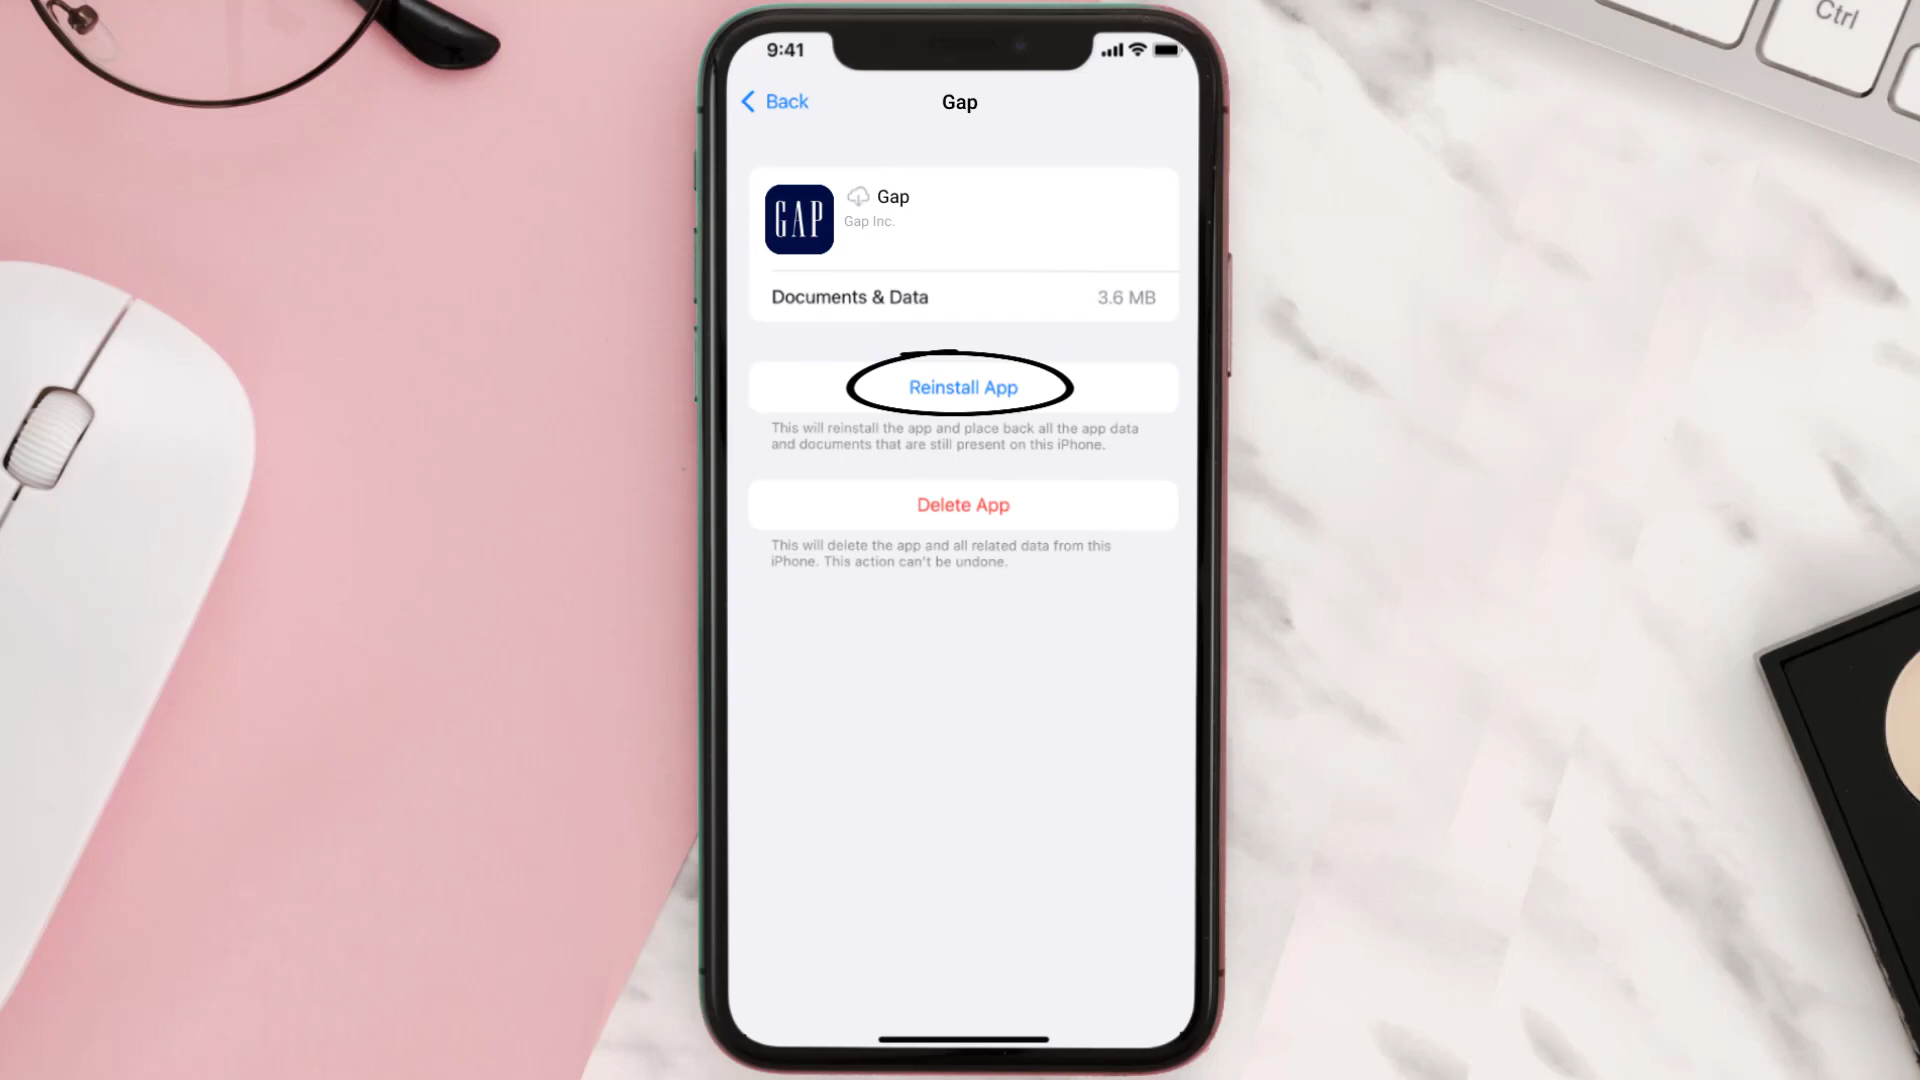 9:41
Ctrl
Back
Gap
GAP
Gap
Gap Inc.
Documents & Data
3.6 MB
Reinstall App
This will reinstall the app and place back all the app data
and documents that are still present on this iPhone.
Delete App
This will delete the app and all related data from this
iPhone. This action can't be undone.